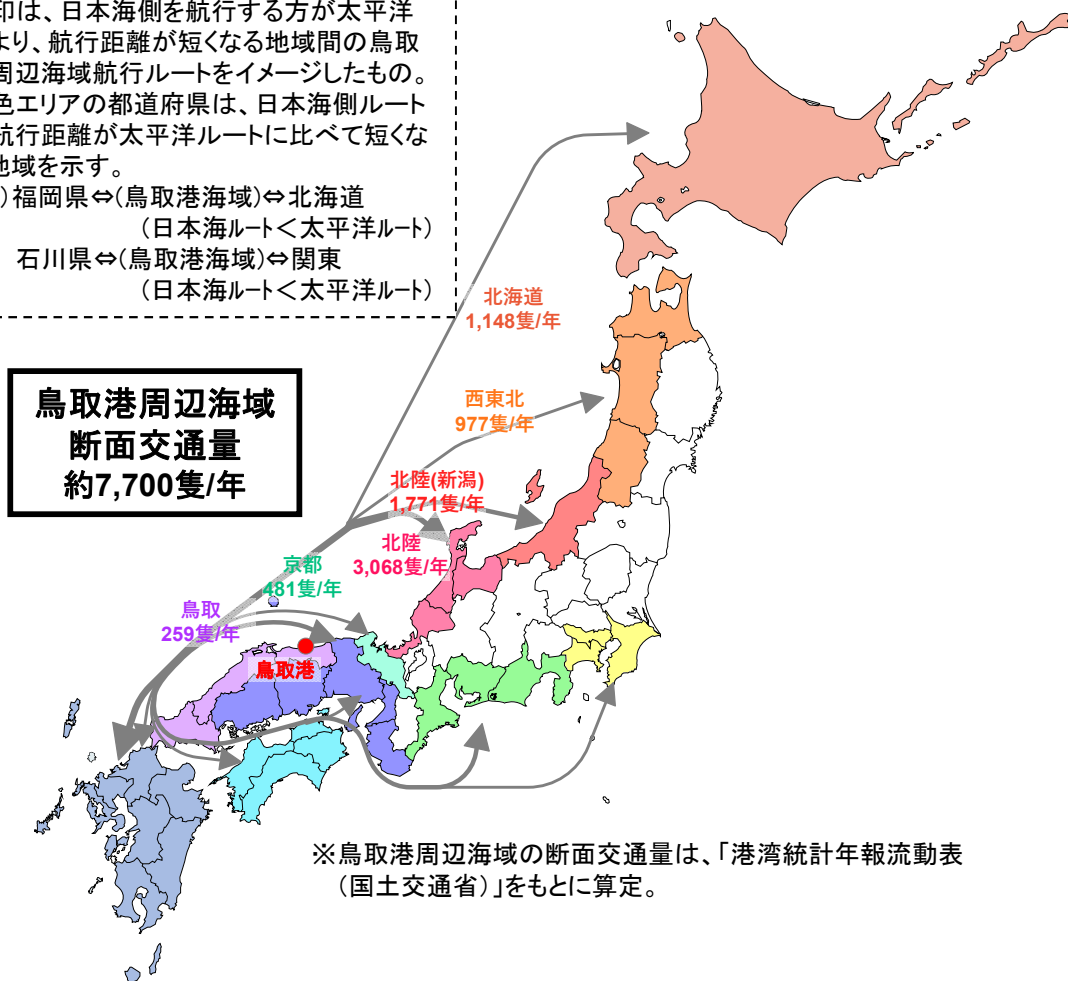 印は、日本海側を航行する方が太平洋
より、航行距離が短くなる地域間の鳥取
周辺海域航行ルートをイメージしたもの。
色エリアの都道府県は、日本海側ルート
航行距離が太平洋ルートに比べて短くな
地域を示す。
)福岡県⇔(鳥取港海域)⇔北海道
(日本海ルート<太平洋ルート)
石川県⇔(鳥取港海域)⇔関東
(日本海ルート<太平洋ルート)
北海道
1,148隻/年
鳥取港周辺海域
断面交通量
約7,700隻/年
西東北
977隻/年
北陸(新潟)
1,771隻/年
北陸
3,068隻/年
京都
481隻/年
鳥取
259隻/年
鳥取港
※鳥取港周辺海域の断面交通量は、「港湾統計年報流動表
(国土交通省)」をもとに算定。